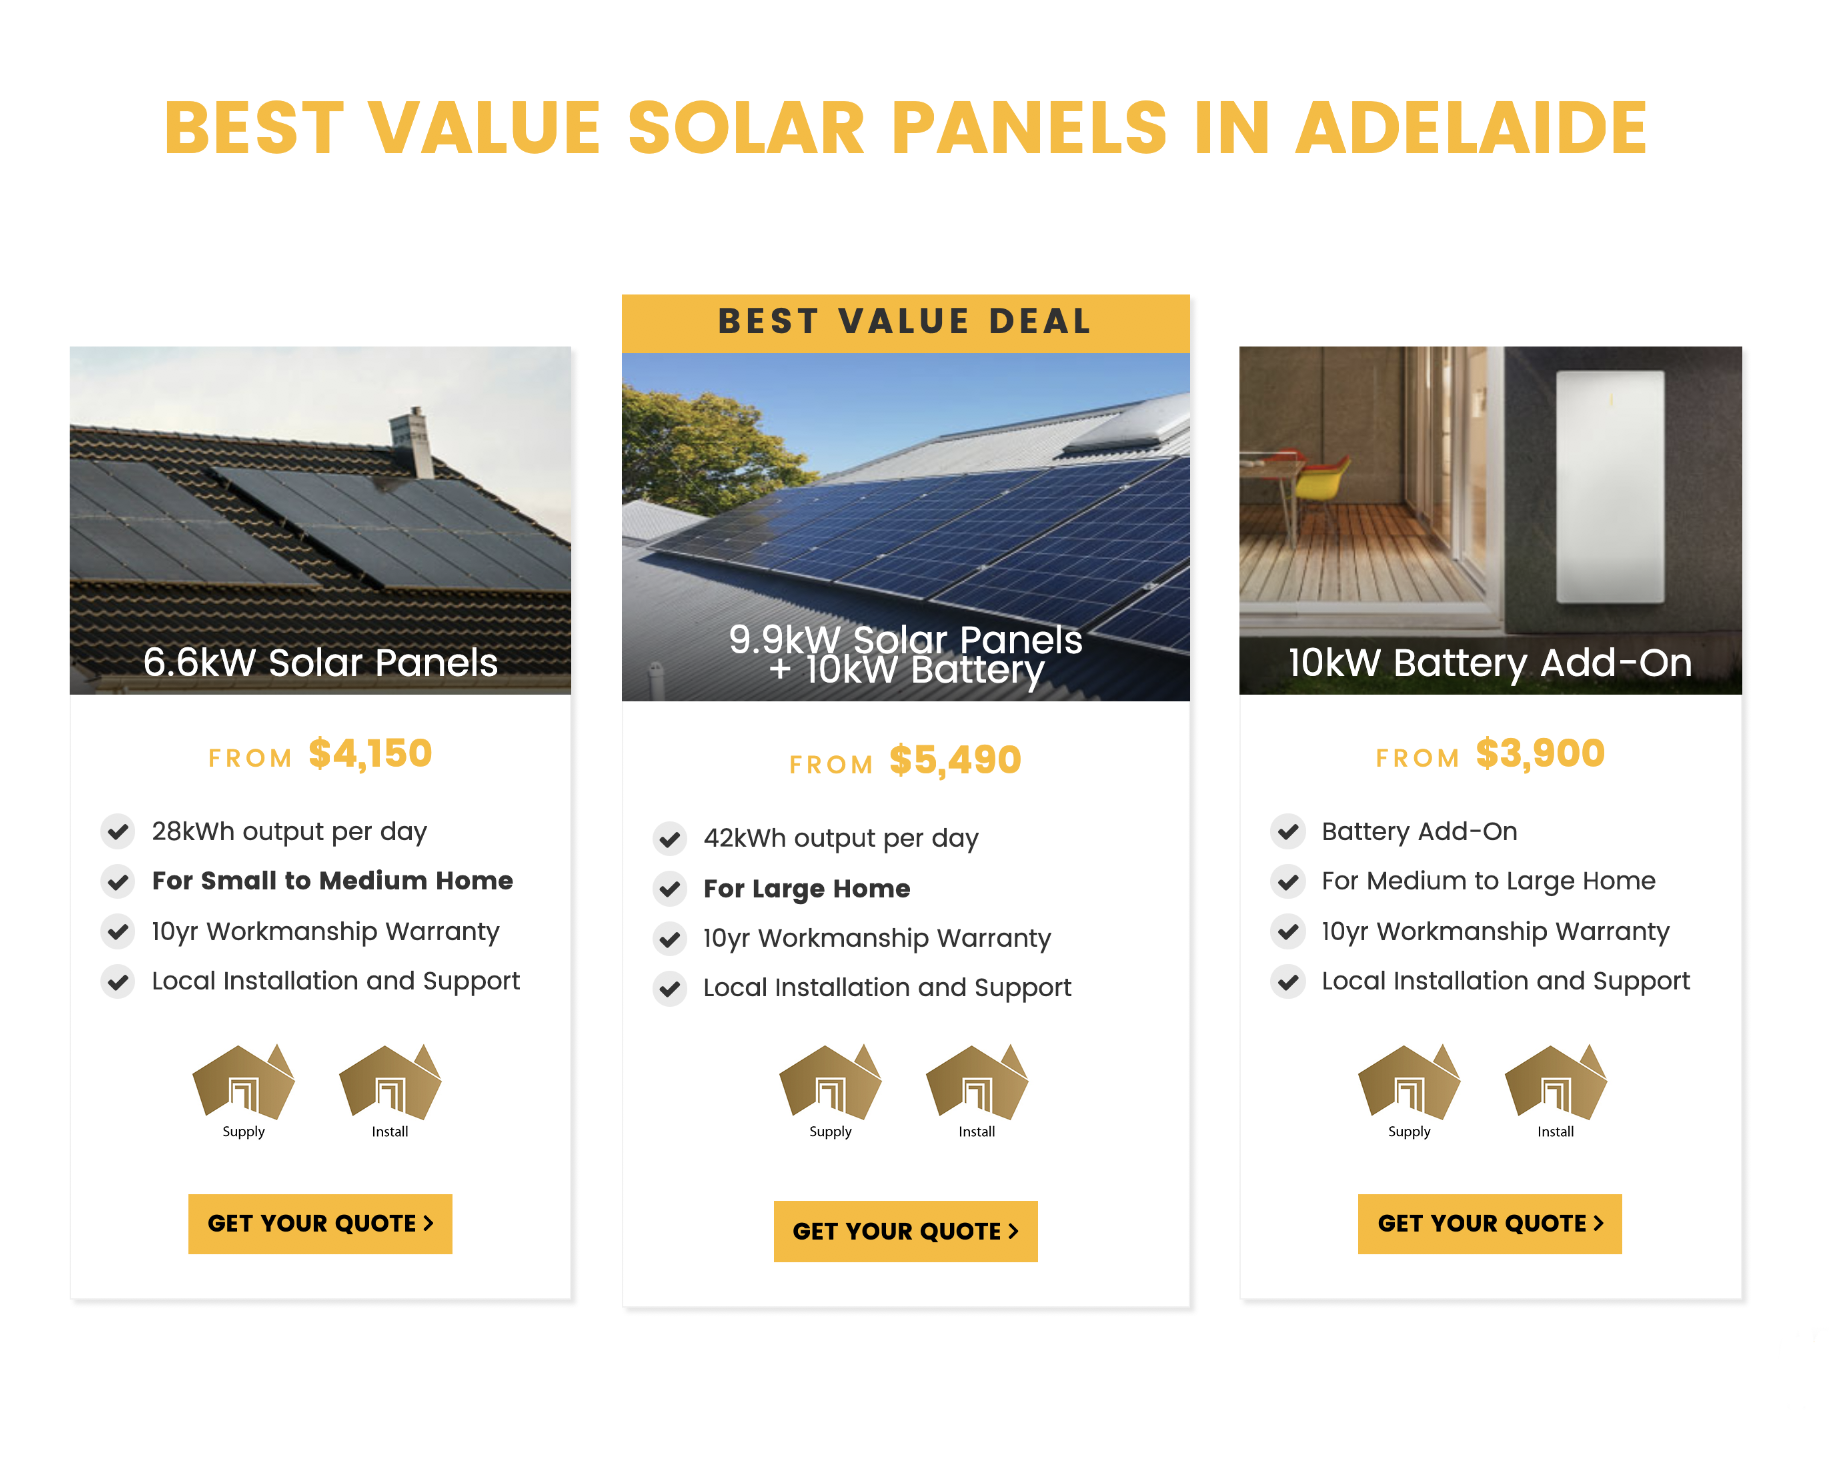 BEST VALUE SOLAR PANELS IN ADELAIDE
6.6kW Solar Panels
FROM $4,150
28kWh output per day
For Small to Medium Home
10yr Workmanship Warranty
Local Installation and Support
Supply
Install
GET YOUR QUOTE >
BEST VALUE DEAL
9.9kW Solar Panels
+ 10kW Battery
FROM $5,490
42kWh output per day
For Large Home
10yr Workmanship Warranty
Local Installation and Support
Supply
Install
GET YOUR QUOTE >
10kW Battery Add-On
FROM $3,900
Battery Add-On
For Medium to Large Home
10yr Workmanship Warranty
Local Installation and Support
Supply
Install
GET YOUR QUOTE >